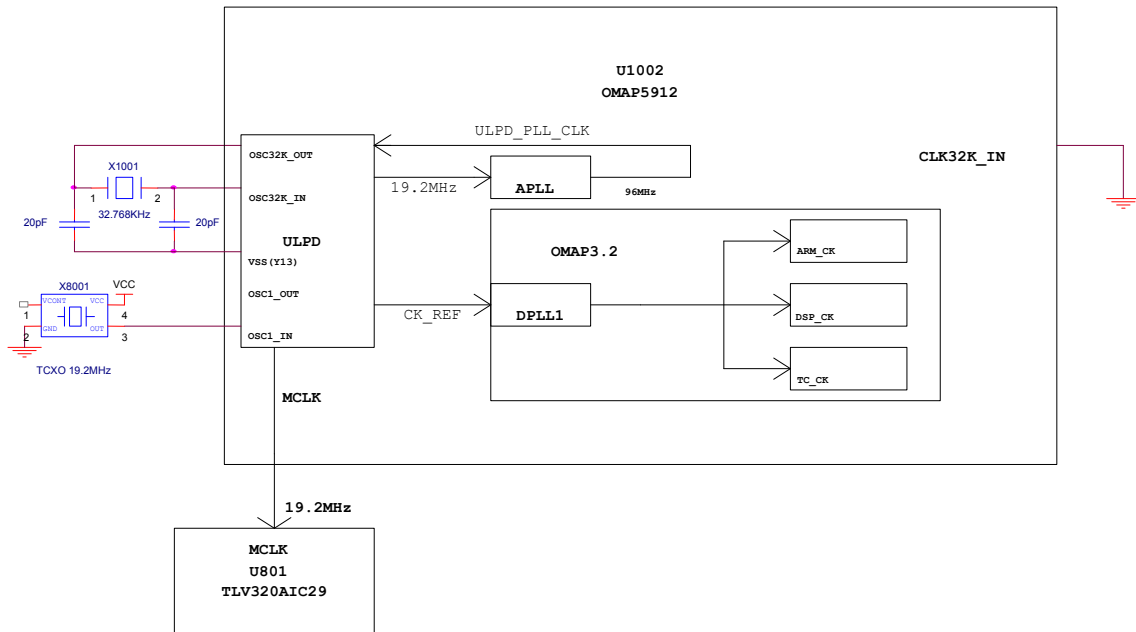 U1002
OMAP5912
ULPD_PLL_CLK
OSC32K_OUT
CLK32K_IN
X1001
19.2MHz
APLL
96MHz
1
2
OSC32K_IN
32.768KHz
20pF
20pF
ULPD
OMAP3.2
ARM_CK
VSS(Y13)
X8001
VCC
OSC1_OUT
VCONT
VCC
1
4
CK_REF
DPLL1
DSP_CK
GND
OUT
2
3
OSC1_IN
TCXO 19.2MHz
TC_CK
MCLK
19.2MHz
MCLK
U801
TLV320AIC29